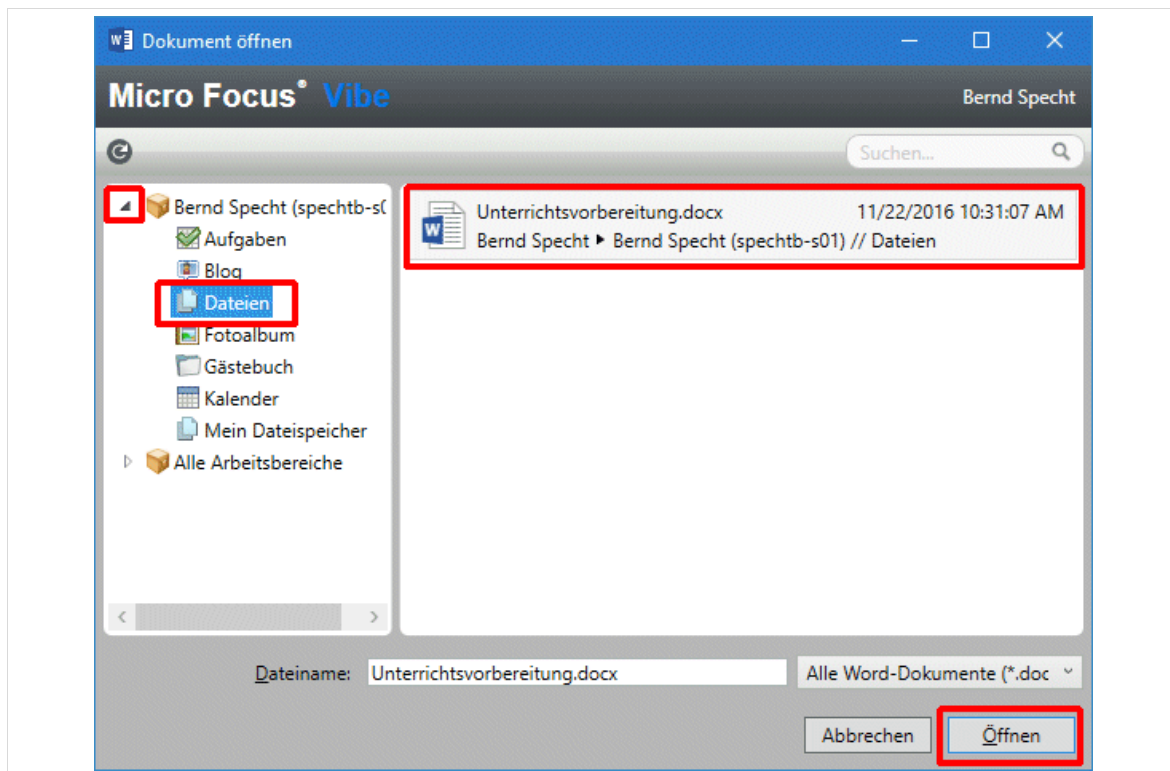 Dokument öffnen
Micro Focus® Vibe
Bernd Specht
Suchen...
Bernd Specht (spechtb-s(
Aufgaben
Blog
Dateien
Fotoalbum
Gästebuch
Kalender
Mein Dateispeicher
Alle Arbeitsbereiche
Unterrichtsvorbereitung.docx 11/22/2016 10:31:07 AM
Bernd Specht ▸ Bernd Specht (spechtb-s01) // Dateien
Dateiname: Unterrichtsvorbereitung.docx Alle Word-Dokumente (*.doc
Abbrechen Öffnen